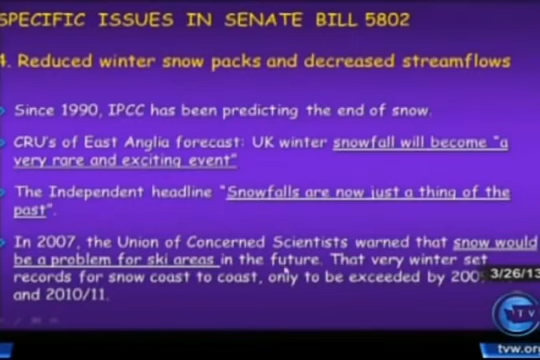 SPECIFIC ISSUES IN SENATE BILL 5802
4. Reduced winter snow packs and decreased streamflows
Since 1990, IPCC has been predicting the end of snow.
CRU's of East Anglia forecast: UK winter snowfall will become "a
very rare and exciting event"
The Independent headline "Snowfalls are now just a thing of the
past".
In 2007, the Union of Concerned Scientists warned that snow would
be a problem for ski areas in the future. That very winter set
records for snow coast to coast, only to be exceeded by
3/26/13
and 2010/11.
TV
tvw.org